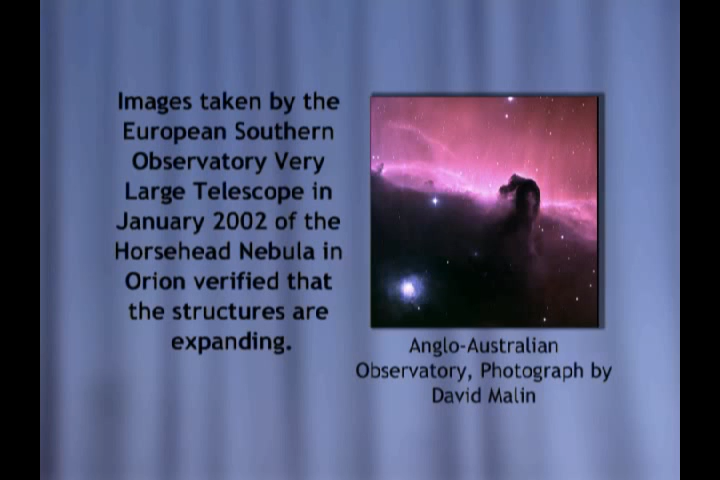 Images taken by the
European Southern
Observatory Very
Large Telescope in
January 2002 of the
Horsehead Nebula in
Orion verified that
the structures are
expanding.
Anglo-Australian
Observatory, Photograph by
David Malin